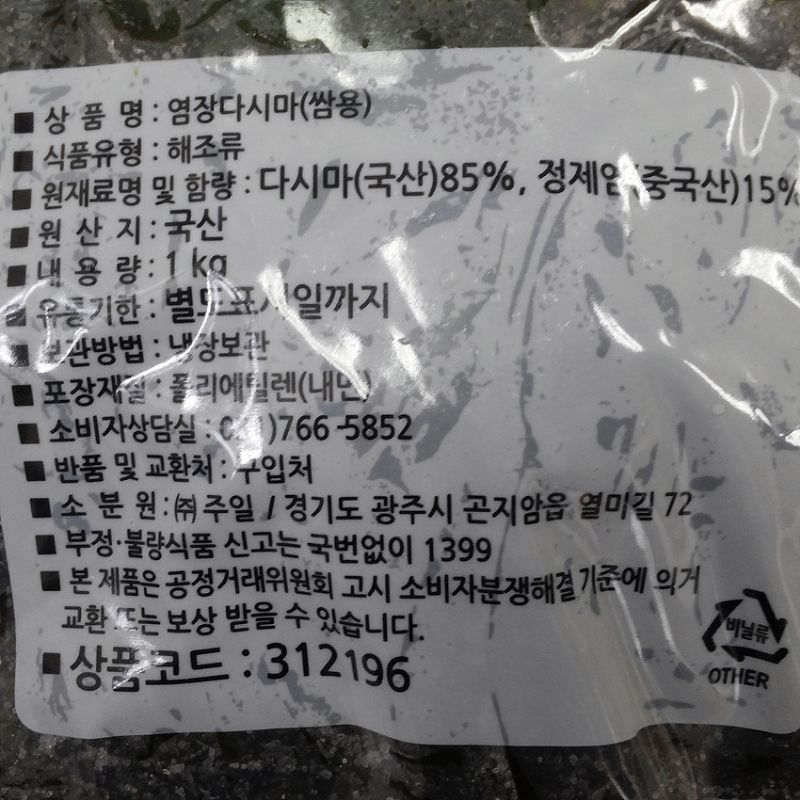 ■ 상 품 명 : 염장다시마(쌈용)
■ 식품유형 : 해조류
■ 원재료명 및 함량 : 다시마(국산)85%, 정제염(중국산)15%
■ 원 산 지 : 국산
■ 내 용 량 : 1 kg
■ 유통기한 : 별도표시일까지
■ 보관방법 : 냉장보관
■ 포장재질 : 폴리에틸렌(내면)
■ 소비자상담실 : 031)766-5852
■ 반품 및 교환처 : 구입처
■ 소 분 원 : ㈜주일 / 경기도 광주시 곤지암읍 열미길 72
■ 부정·불량식품 신고는 국번없이 1399
■ 본 제품은 공정거래위원회 고시 소비자분쟁해결기준에 의거
교환 또는 보상 받을 수 있습니다.
비닐류
OTHER
■ 상품코드 : 312196